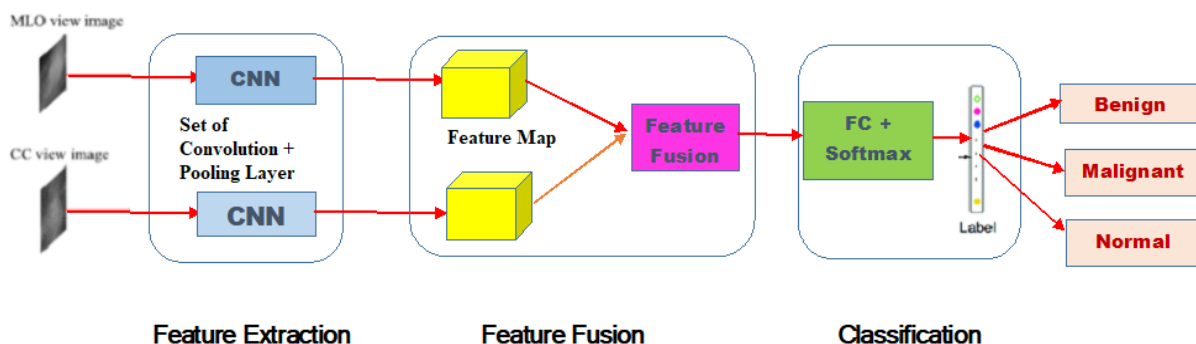 MLO view image
CNN
Set of
Convolution +
Pooling Layer
CC view image
CNN
Feature Map
Feature
Fusion
FC +
Softmax
Label
Benign
Malignant
Normal
Feature Extraction
Feature Fusion
Classification